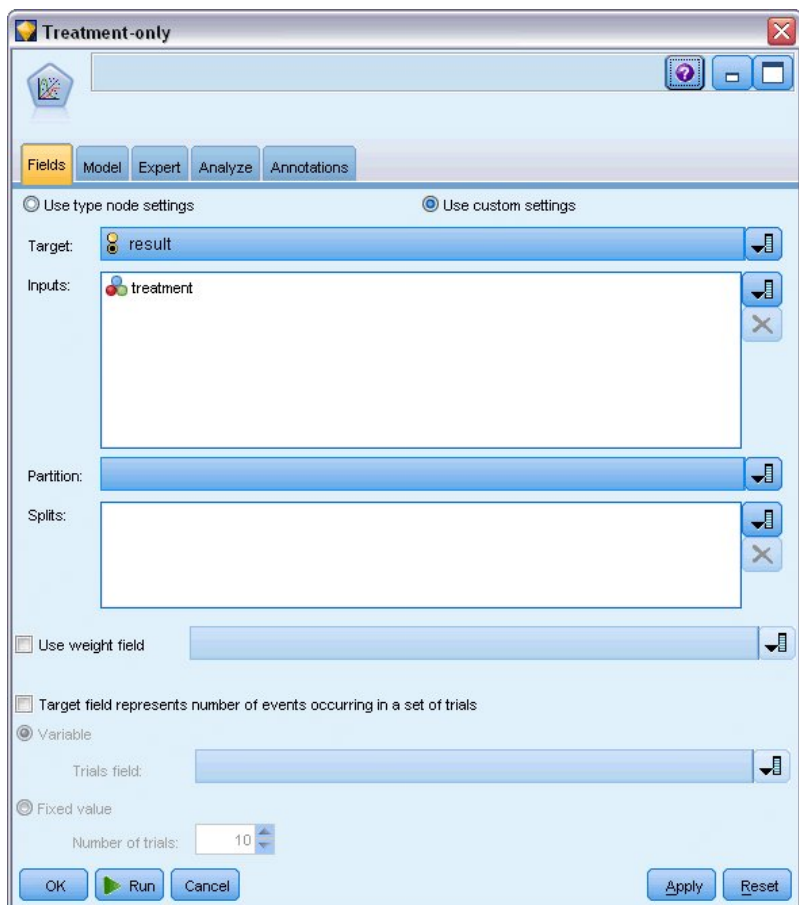 Treatment-only
?
Fields Model Expert Analyze Annotations
Use type node settings Use custom settings
Target: result
Inputs: treatment
Partition:
Splits:
Use weight field
Target field represents number of events occurring in a set of trials
Variable
Trials field:
Fixed value
Number of trials: 10
OK Run Cancel Apply Reset